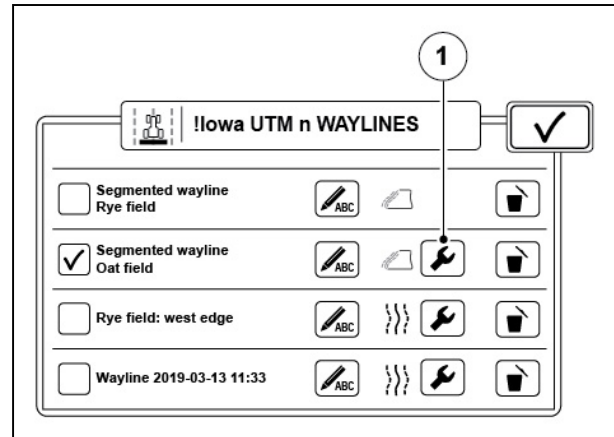 1
!Iowa UTM n WAYLINES
Segmented wayline
Rye field
ABC
Segmented wayline
Oat field
ABC
Rye field: west edge
ABC
Wayline 2019-03-13 11:33
ABC